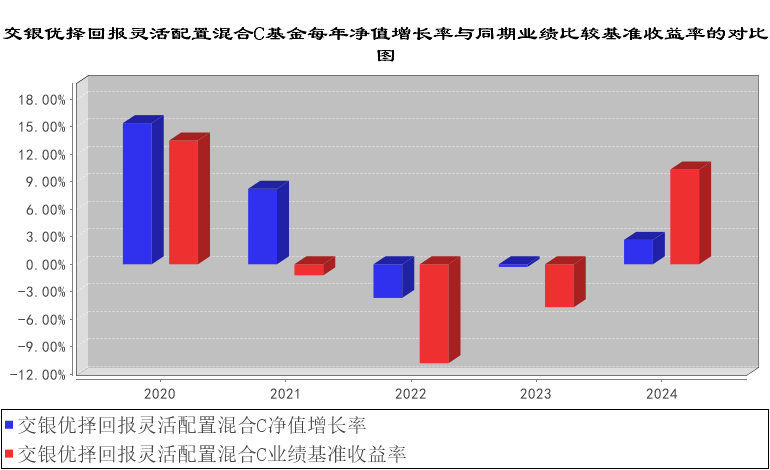 交银优择回报灵活配置混合C基金每年净值增长率与同期业绩比较基准收益率的对比
图
18.00%
15.00%
12.00%
9.00%
6.00%
3.00%
0.00%
-3.00%
-6.00%
-9.00%
-12.00%
2020 2021 2022 2023 2024
交银优择回报灵活配置混合C净值增长率
交银优择回报灵活配置混合C业绩基准收益率